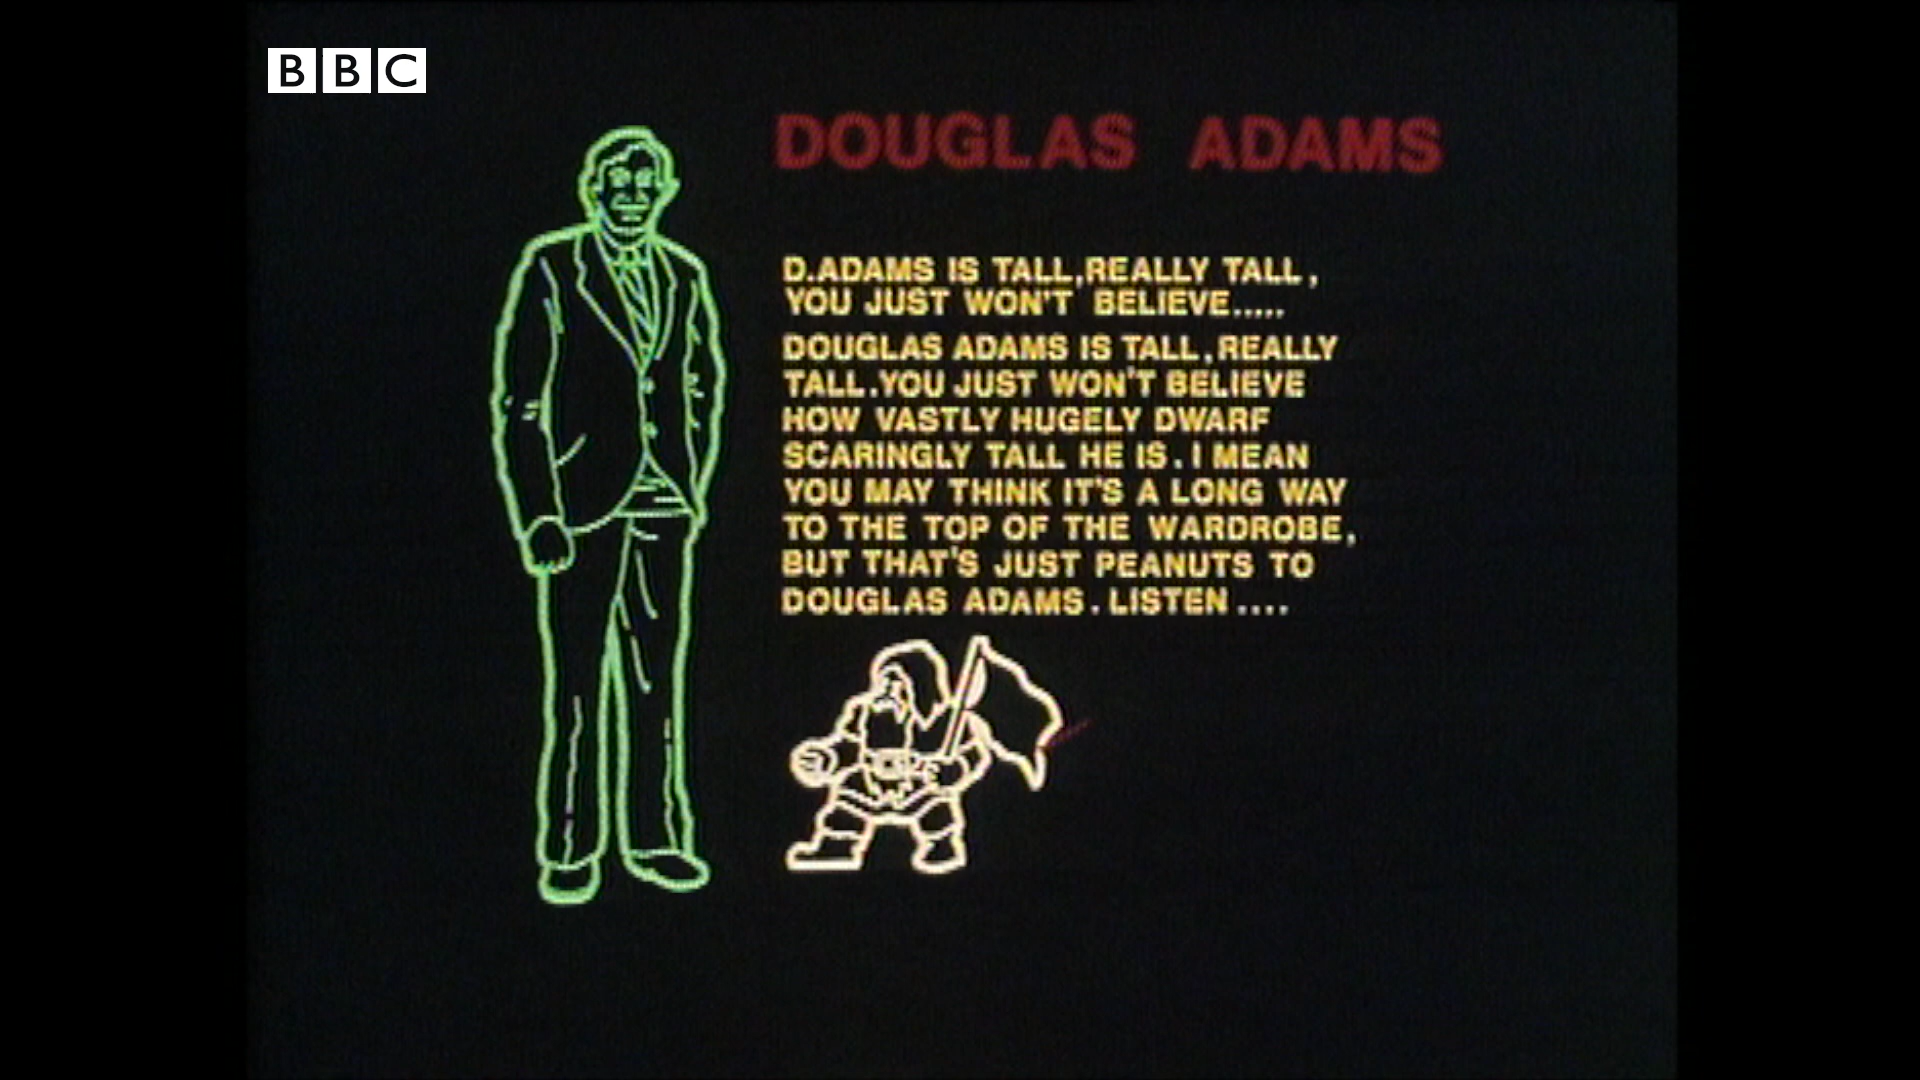 BBC
DOUGLAS ADAMS
D.ADAMS IS TALL,REALLY TALL,
YOU JUST WON'T BELIEVE.....
DOUGLAS ADAMS IS TALL,REALLY
TALL.YOU JUST WON'T BELIEVE
HOW VASTLY HUGELY DWARF
SCARINGLY TALL HE IS. I MEAN
YOU MAY THINK IT'S A LONG WAY
TO THE TOP OF THE WARDROBE,
BUT THAT'S JUST PEANUTS TO
DOUGLAS ADAMS. LISTEN....